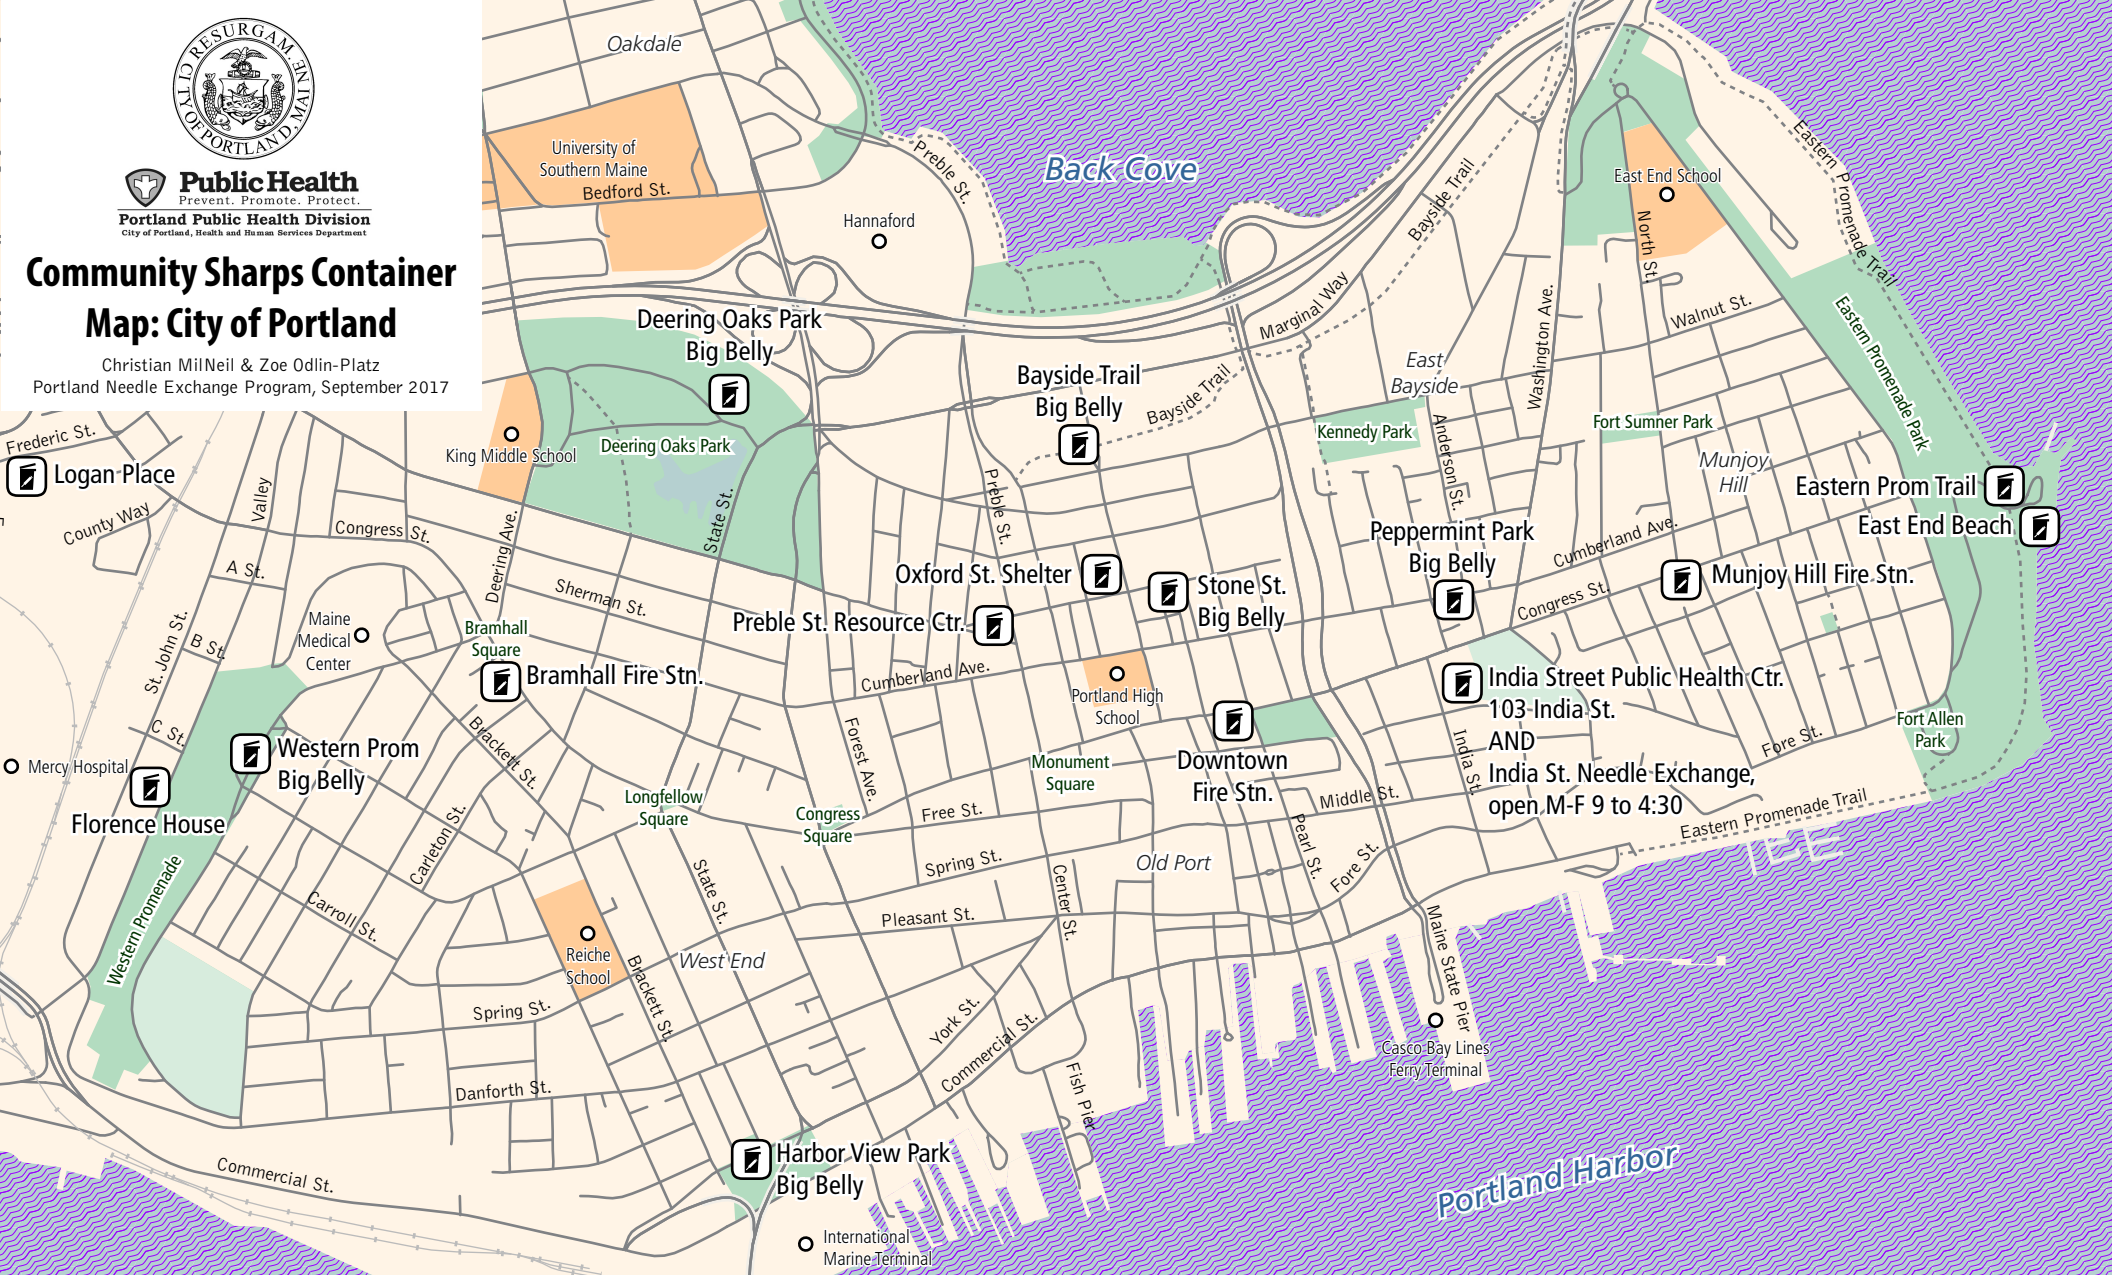 CITY OF PORTLAND, MAINE.
RESURGAM.
Public Health
Prevent. Promote. Protect.
Portland Public Health Division
City of Portland, Health and Human Services Department
Community Sharps Container
Map: City of Portland
Christian MilNeil & Zoe Odlin-Platz
Portland Needle Exchange Program, September 2017
Oakdale
University of
Southern Maine
Bedford St.
Preble St.
Back Cove
Hannaford
Bayside Trail
Eastern Promenade Trail
East End School
North St.
Walnut St.
Washington Ave.
Marginal Way
Eastern Promenade Park
Deering Oaks Park
Big Belly
Bayside Trail
Big Belly
Bayside Trail
East
Bayside
Kennedy Park
Anderson St.
Fort Sumner Park
Munjoy
Hill
Frederic St.
Logan Place
County Way
Valley
King Middle School
Deering Oaks Park
State St.
Preble St.
Eastern Prom Trail
East End Beach
Congress St.
Deering Ave.
A St.
Sherman St.
Peppermint Park
Big Belly
Cumberland Ave.
Congress St.
Munjoy Hill Fire Stn.
Oxford St. Shelter
Stone St.
Big Belly
Preble St. Resource Ctr.
Maine
Medical
Center
Bramhall
Square
Bramhall Fire Stn.
St. John St.
B St.
C St.
Cumberland Ave.
Portland High
School
India Street Public Health Ctr.
103 India St.
AND
India St. Needle Exchange,
open M-F 9 to 4:30
India St.
Fore St.
Fort Allen
Park
Mercy Hospital
Western Prom
Big Belly
Florence House
Brackett St.
Forest Ave.
Monument
Square
Downtown
Fire Stn.
Longfellow
Square
Congress
Square
Free St.
Middle St.
Pearl St.
Fore St.
Eastern Promenade Trail
Carleton St.
Spring St.
Old Port
Center St.
State St.
Pleasant St.
Carroll St.
Western Promenade
Reiche
School
West End
Brackett St.
Spring St.
Maine State Pier
York St.
Commercial St.
Casco Bay Lines
Ferry Terminal
Danforth St.
Fish Pier
Harbor View Park
Big Belly
Portland Harbor
Commercial St.
International
Marine Terminal